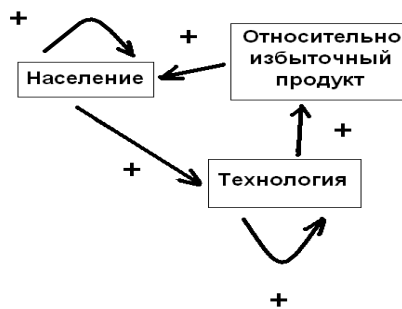 +
+
Относительно
избыточный
продукт
Население
+
+
Технология
+